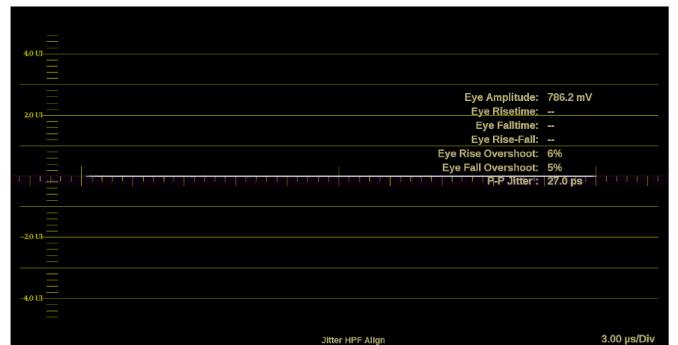 4.0 UI
Eye Amplitude: 786.2 mV
Eye Risetime: --
2.0 UI
Eye Falltime: --
Eye Rise-Fall: --
Eye Rise Overshoot: 6%
Eye Fall Overshoot: 5%
P-P Jitter : 27.0 ps
-2.0 UI
-4.0 UI
Jitter HPF Align
3.00 µs/Div